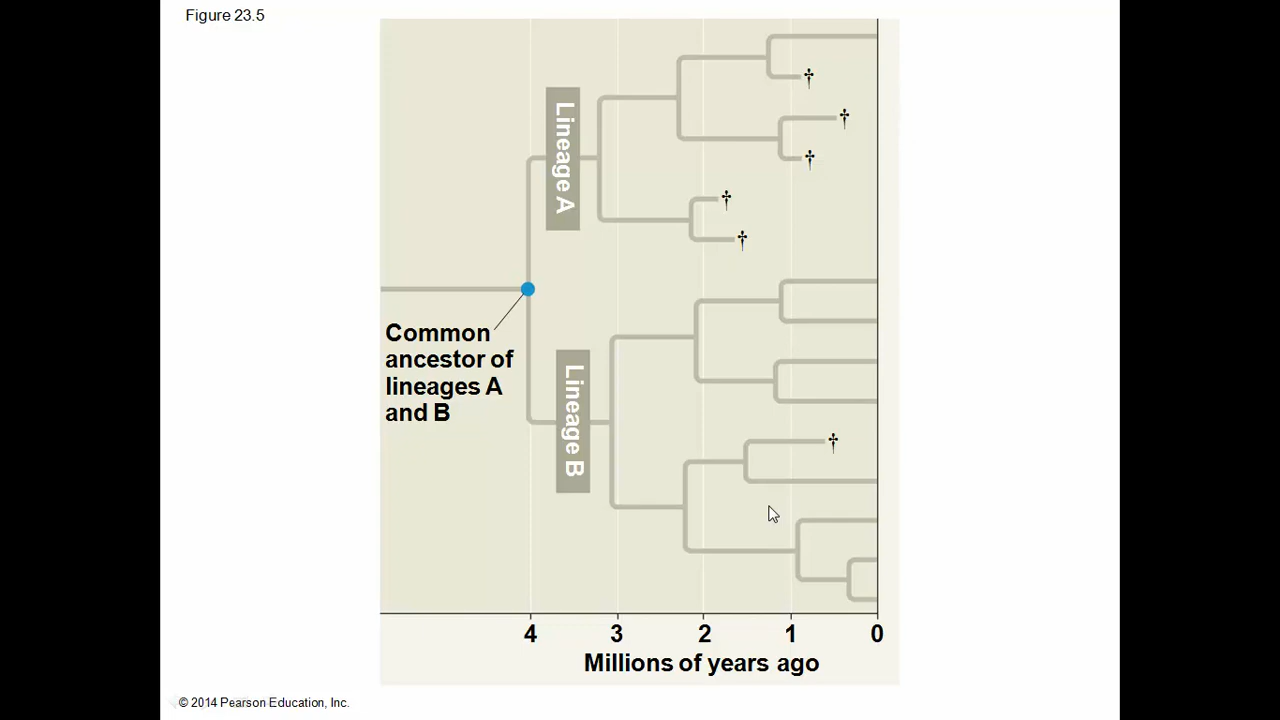 Figure 23.5
Lineage A
†
†
†
†
†
Common
ancestor of
lineages A
and B
Lineage B
†
4 3 2 1 0
Millions of years ago
© 2014 Pearson Education, Inc.